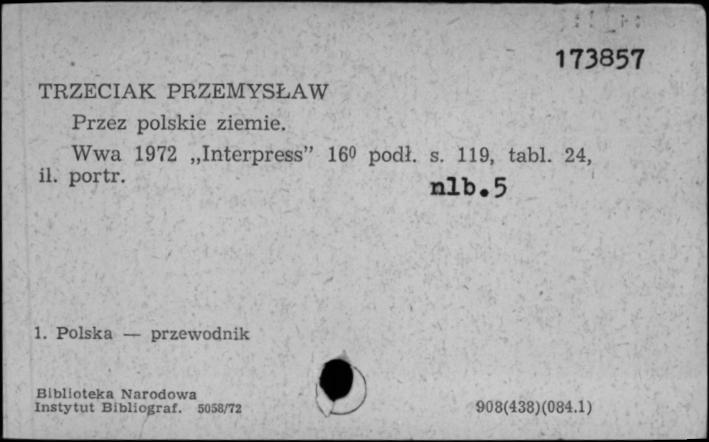 173857
TRZECIAK PRZEMYSŁAW
Przez polskie ziemie.
Wwa 1972 „Interpress” 16⁰ podł. s. 119, tabl. 24,
il. portr.
nlb.5
1. Polska — przewodnik
Biblioteka Narodowa
Instytut Bibliograf. 5058/72
908(438)(084.1)